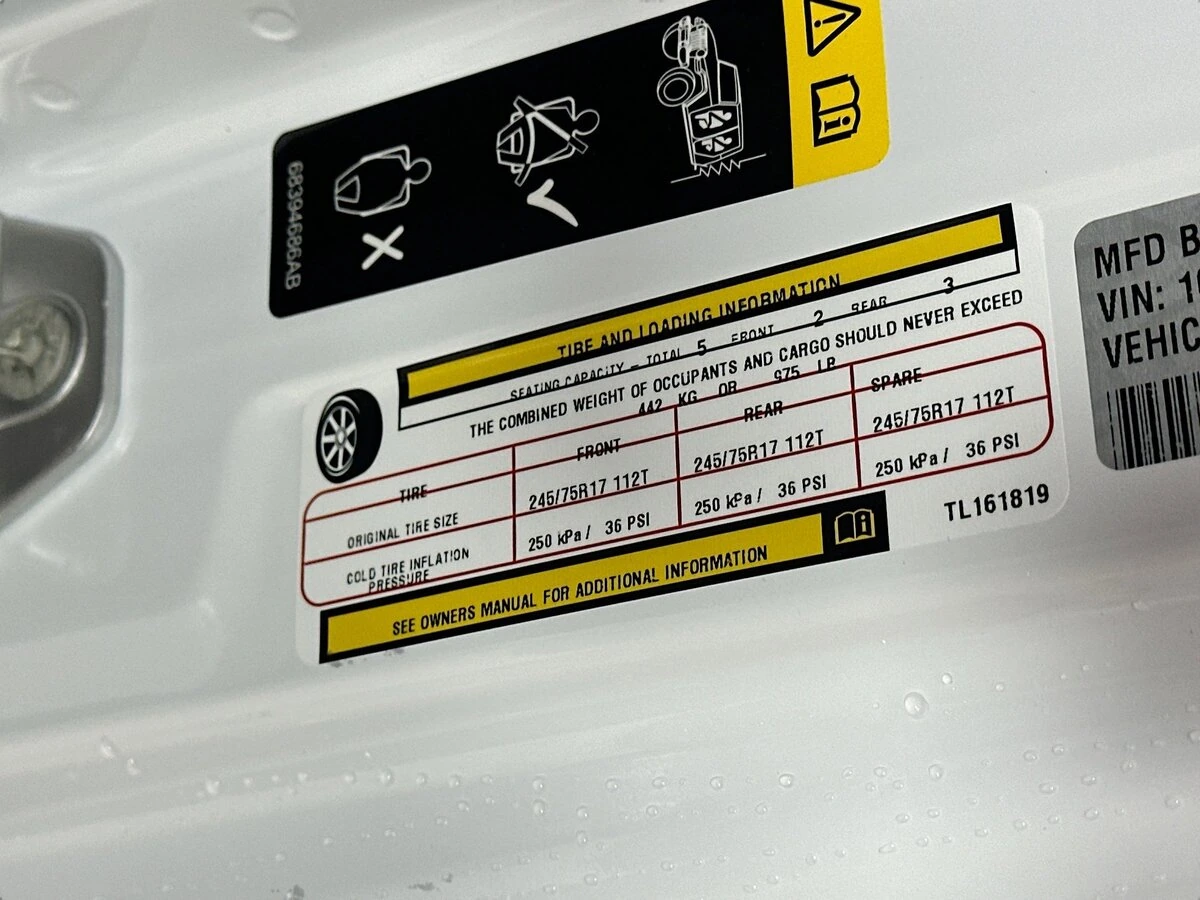 68394686AB
TIRE AND LOADING INFORMATION
SEATING CAPACITY – TOTAL 5 FRONT 2 REAR 3
THE COMBINED WEIGHT OF OCCUPANTS AND CARGO SHOULD NEVER EXCEED
442 KG OR 975 LB
TIRE FRONT REAR SPARE
ORIGINAL TIRE SIZE 245/75R17 112T 245/75R17 112T 245/75R17 112T
COLD TIRE INFLATION
PRESSURE 250 kPa / 36 PSI 250 kPa / 36 PSI 250 kPa / 36 PSI
SEE OWNERS MANUAL FOR ADDITIONAL INFORMATION
TL161819
MFD B
VIN: 1
VEHIC